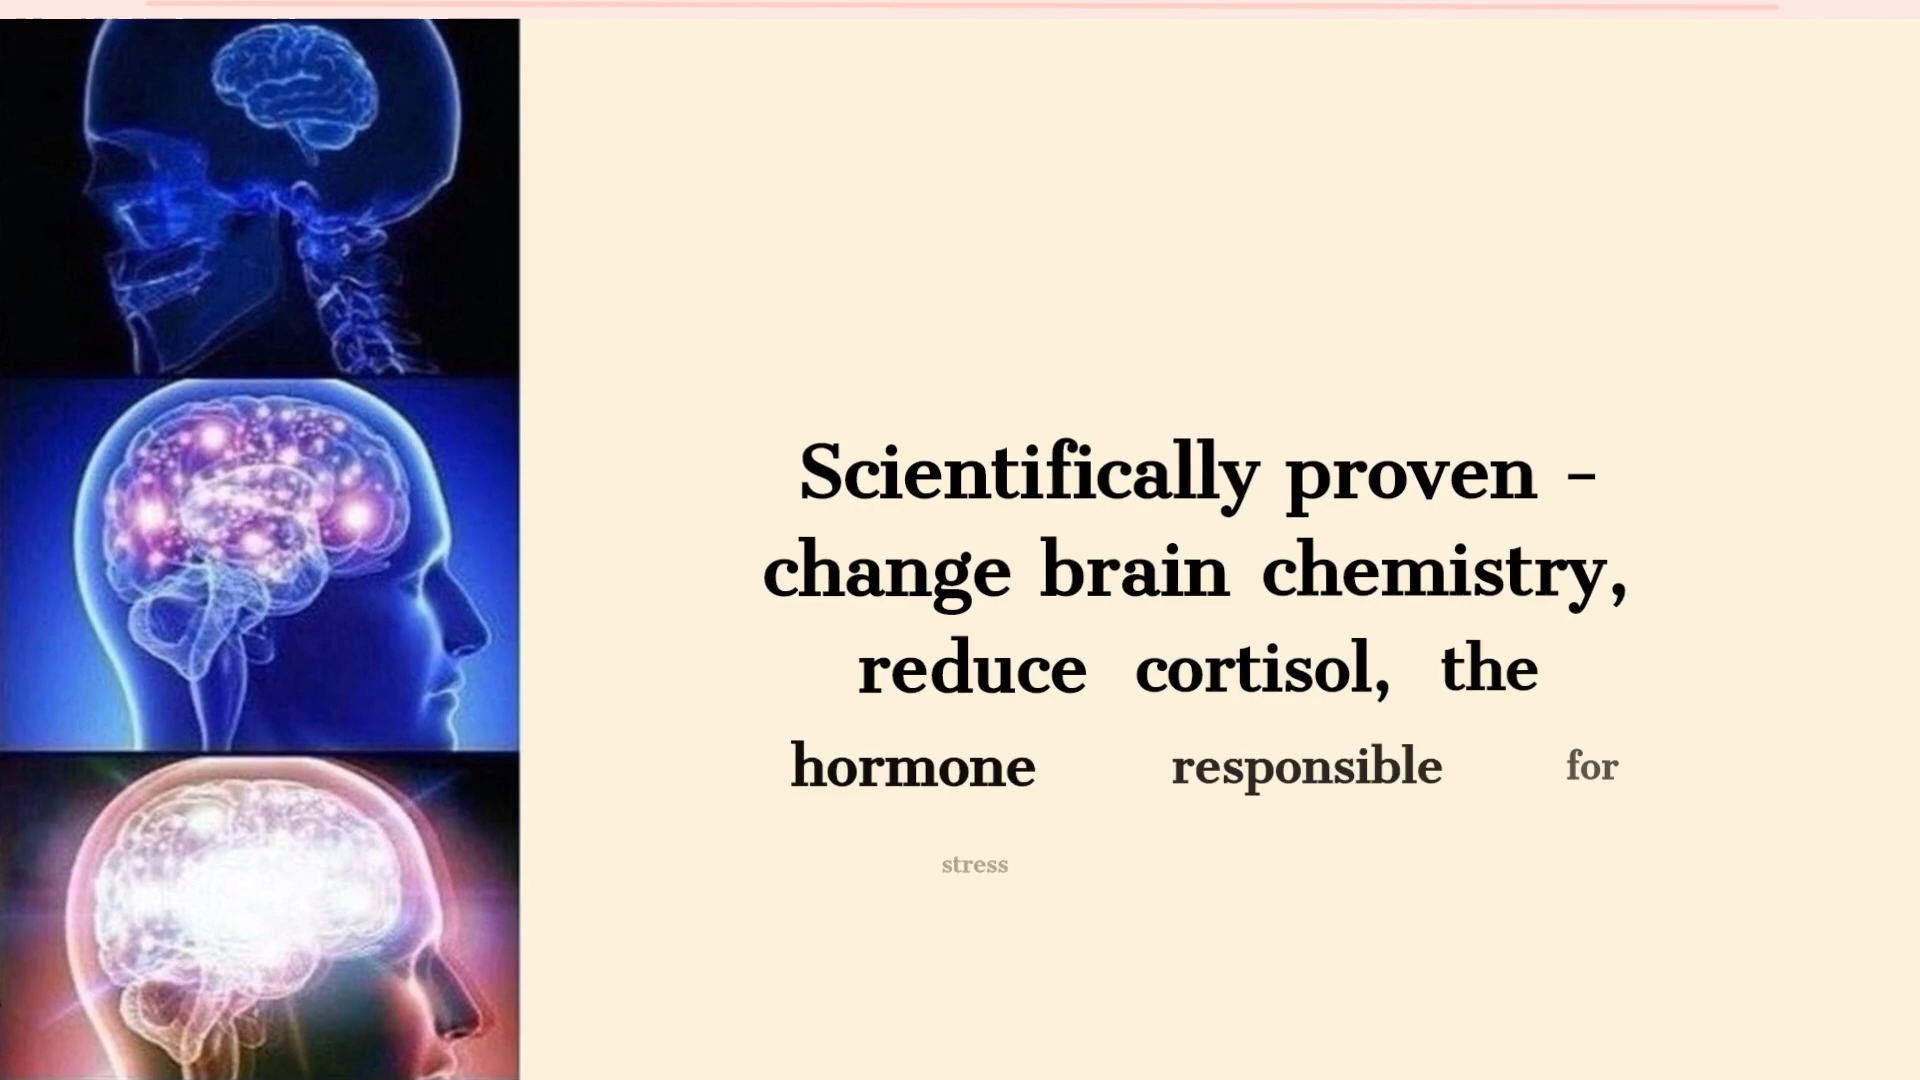 Scientifically proven -
change brain chemistry,
reduce cortisol, the
hormone responsible for
stress